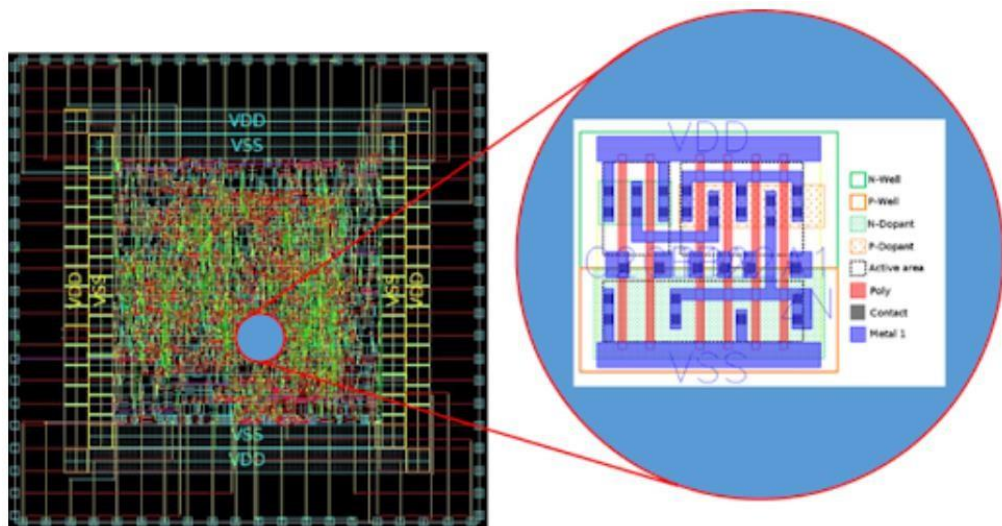 VDD
VSS
VDD
VSS
VSS
VDD
VSS
VDD
VDD
VSS
N-Well
P-Well
N-Dopant
P-Dopant
Active area
Poly
Contact
Metal 1